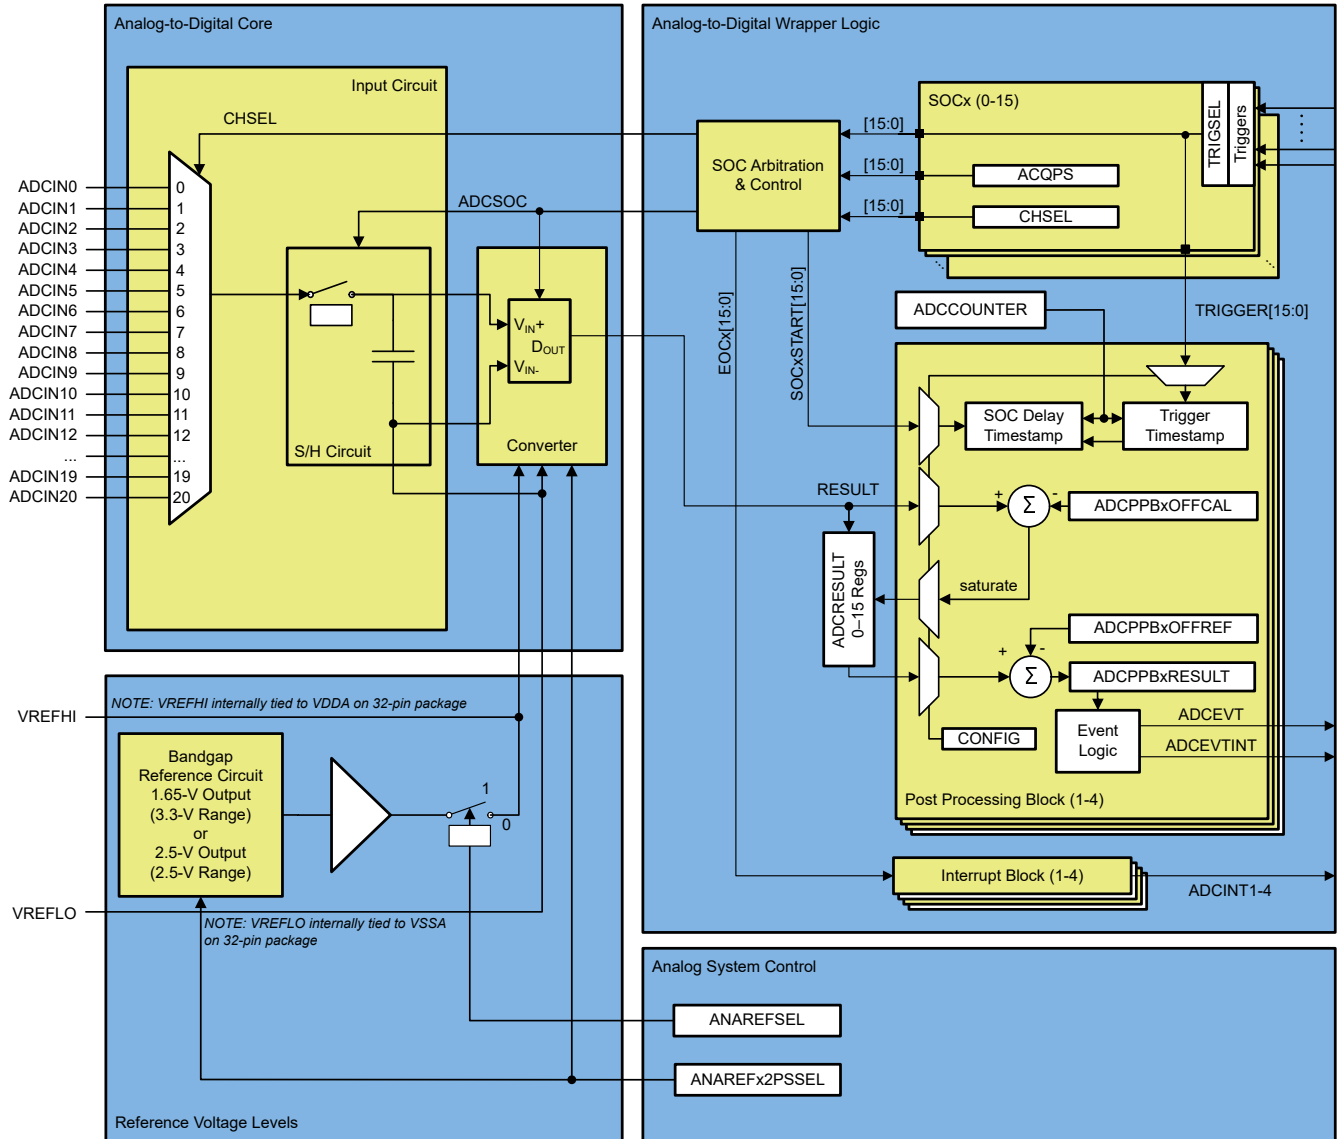 Analog-to-Digital Core
Input Circuit
CHSEL
ADCIN0
ADCIN1
ADCIN2
ADCIN3
ADCIN4
ADCIN5
ADCIN6
ADCIN7
ADCIN8
ADCIN9
ADCIN10
ADCIN11
ADCIN12
...
ADCIN19
ADCIN20
0
1
2
3
4
5
6
7
8
9
10
11
12
...
19
20
ADCSOC
S/H Circuit
VIN+
DOUT
VIN-
Converter
Analog-to-Digital Wrapper Logic
SOC Arbitration
& Control
[15:0]
[15:0]
[15:0]
SOCx (0-15)
TRIGSEL
Triggers
ACQPS
CHSEL
EOCx[15:0]
SOCxSTART[15:0]
ADCCOUNTER
TRIGGER[15:0]
SOC Delay
Timestamp
Trigger
Timestamp
RESULT
+
Σ
-
ADCPPBxOFFCAL
ADCRESULT
0–15 Regs
saturate
ADCPPBxOFFREF
+
-
Σ
ADCPPBxRESULT
CONFIG
Event
Logic
ADCEVT
ADCEVTINT
Post Processing Block (1-4)
Interrupt Block (1-4)
ADCINT1-4
VREFHI
NOTE: VREFHI internally tied to VDDA on 32-pin package
Bandgap
Reference Circuit
1.65-V Output
(3.3-V Range)
or
2.5-V Output
(2.5-V Range)
1
0
VREFLO
NOTE: VREFLO internally tied to VSSA
on 32-pin package
Reference Voltage Levels
Analog System Control
ANAREFSEL
ANAREFx2PSSEL